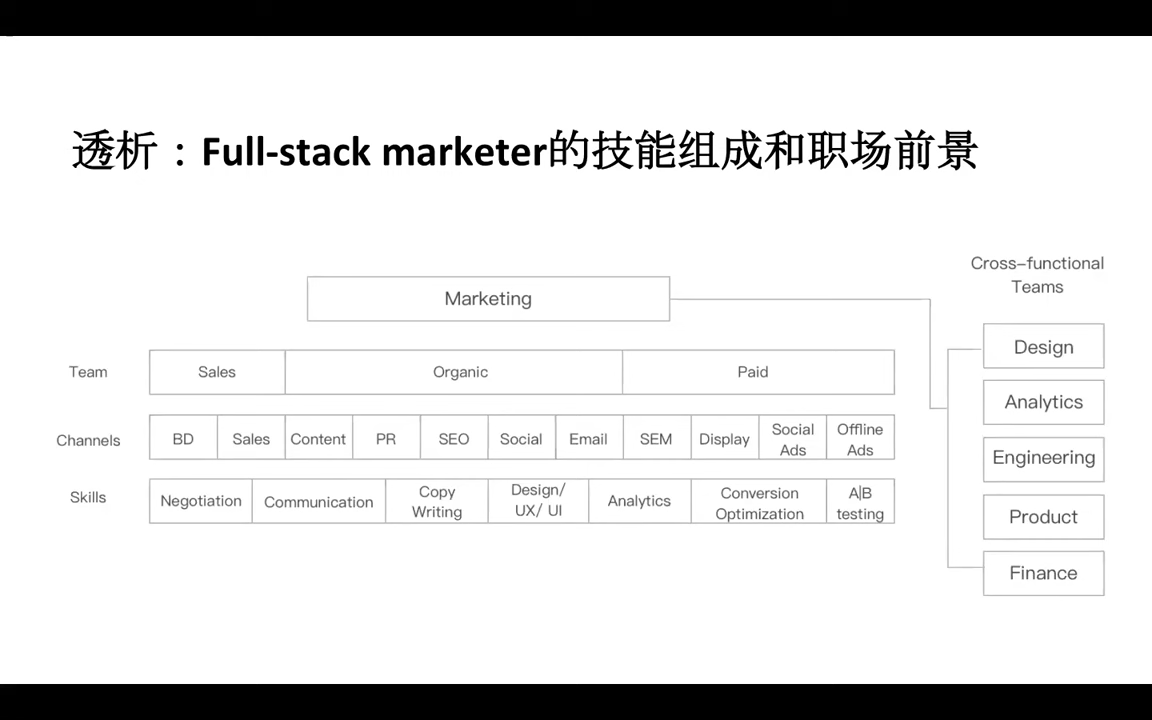 透析：Full-stack marketer的技能组成和职场前景
Cross-functional
Teams
Marketing
Design
Team
Sales
Organic
Paid
Analytics
Channels
BD
Sales
Content
PR
SEO
Social
Email
SEM
Display
Social
Ads
Offline
Ads
Engineering
Skills
Negotiation
Communication
Copy
Writing
Design/
UX/ UI
Analytics
Conversion
Optimization
A|B
testing
Product
Finance